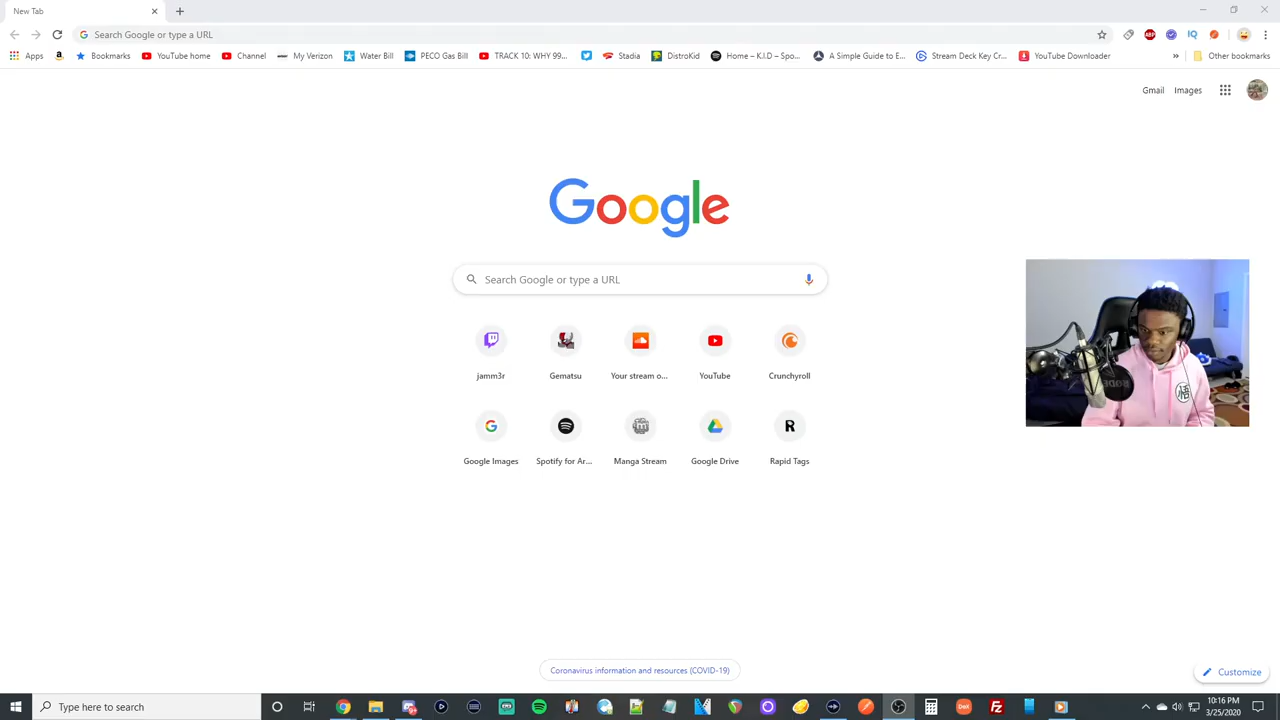 New Tab
Search Google or type a URL
Apps
Bookmarks
YouTube home
Channel
My Verizon
Water Bill
PECO Gas Bill
TRACK 10: WHY 99...
Stadia
DistroKid
Home – K.I.D – Spo...
A Simple Guide to E...
Stream Deck Key Cr...
YouTube Downloader
»
Other bookmarks
Gmail
Images
Google
Search Google or type a URL
jamm3r
Gematsu
Your stream o...
YouTube
Crunchyroll
Google Images
Spotify for Ar...
Manga Stream
Google Drive
Rapid Tags
RODE
悟
Coronavirus information and resources (COVID-19)
Customize
Type here to search
10:16 PM
3/25/2020